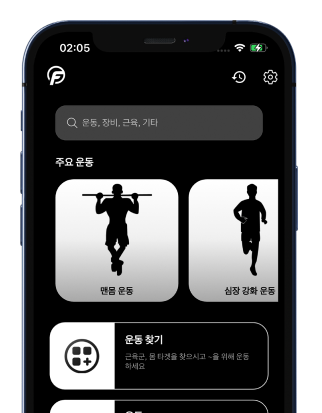 02:05
운동, 장비, 근육, 기타
주요 운동
맨몸 운동
심장 강화 운동
운동 찾기
근육군, 몸 타겟을 찾으시고 ~을 위해 운동
하세요